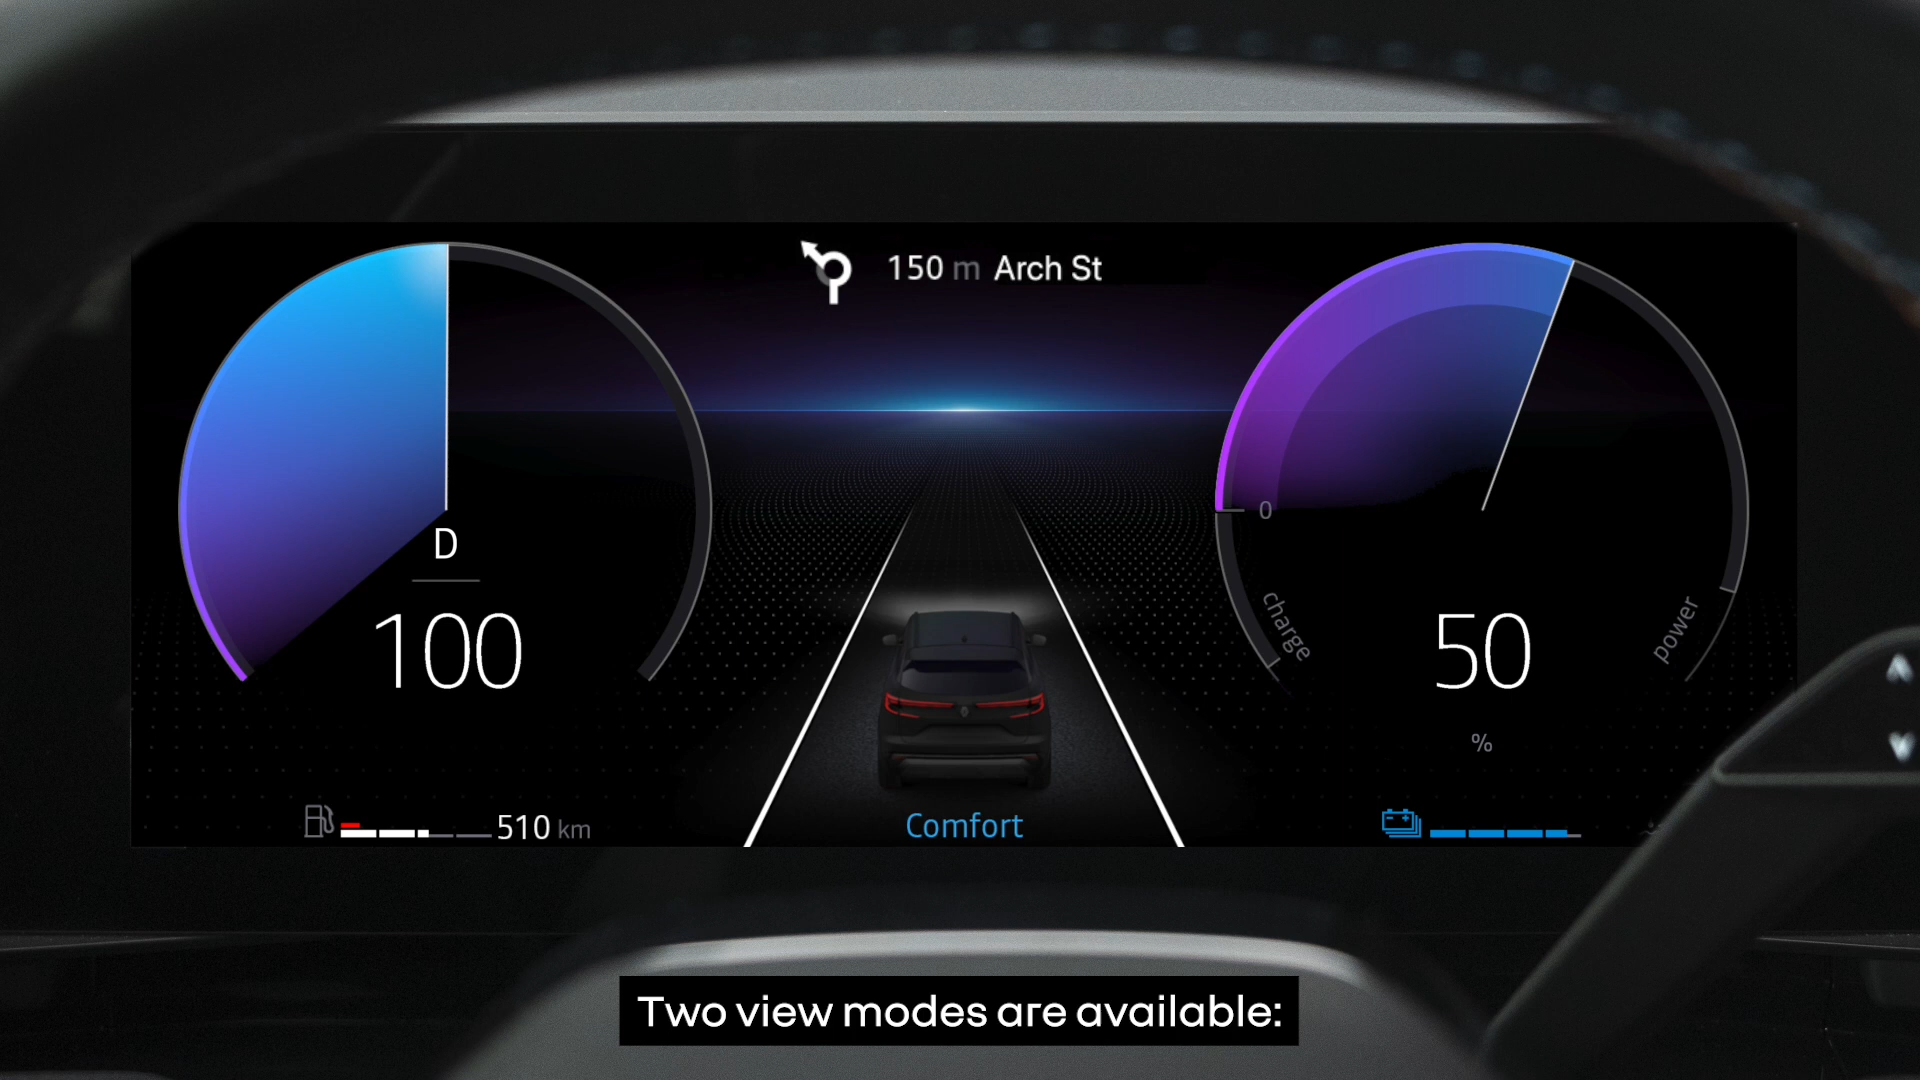 150 m Arch St
D
100
510 km
Comfort
0
charge
power
50
%
Two view modes are available: